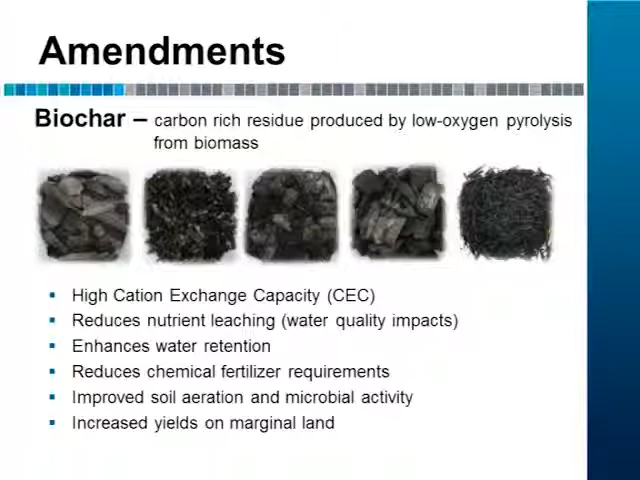 Amendments
Biochar – carbon rich residue produced by low-oxygen pyrolysis
from biomass
▪ High Cation Exchange Capacity (CEC)
▪ Reduces nutrient leaching (water quality impacts)
▪ Enhances water retention
▪ Reduces chemical fertilizer requirements
▪ Improved soil aeration and microbial activity
▪ Increased yields on marginal land